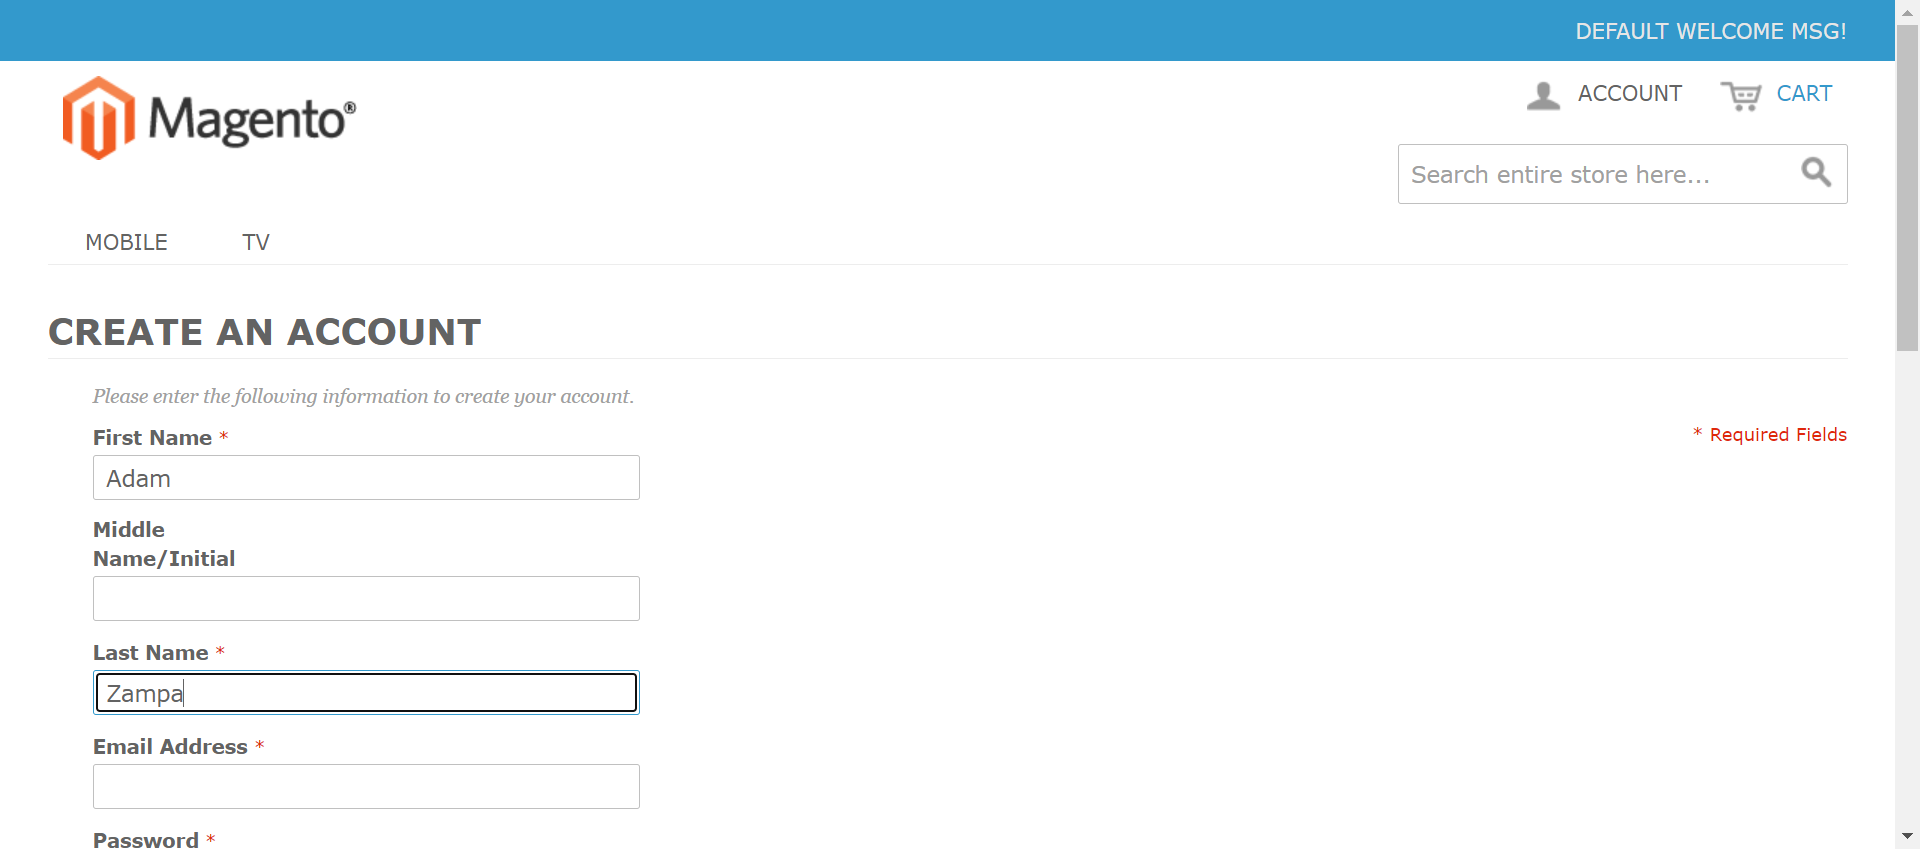 DEFAULT WELCOME MSG!
Magento®
ACCOUNT
CART
Search entire store here...
MOBILE
TV
CREATE AN ACCOUNT
Please enter the following information to create your account.
First Name *
* Required Fields
Adam
Middle
Name/Initial
Last Name *
Zampa
Email Address *
Password *